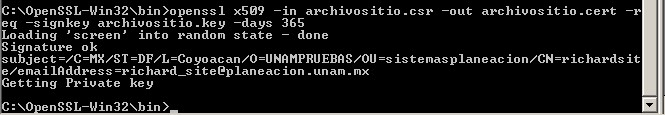 C:\OpenSSL-Win32\bin>openssl x509 -in archivositio.csr -out archivositio.cert -r
eq -signkey archivositio.key -days 365
Loading 'screen' into random state - done
Signature ok
subject=/C=MX/ST=DF/L=Coyoacan/O=UNAMPRUEBAS/OU=sistemasplaneacion/CN=richardsit
e/emailAddress=richard_site@planeacion.unam.mx
Getting Private key
C:\OpenSSL-Win32\bin>_